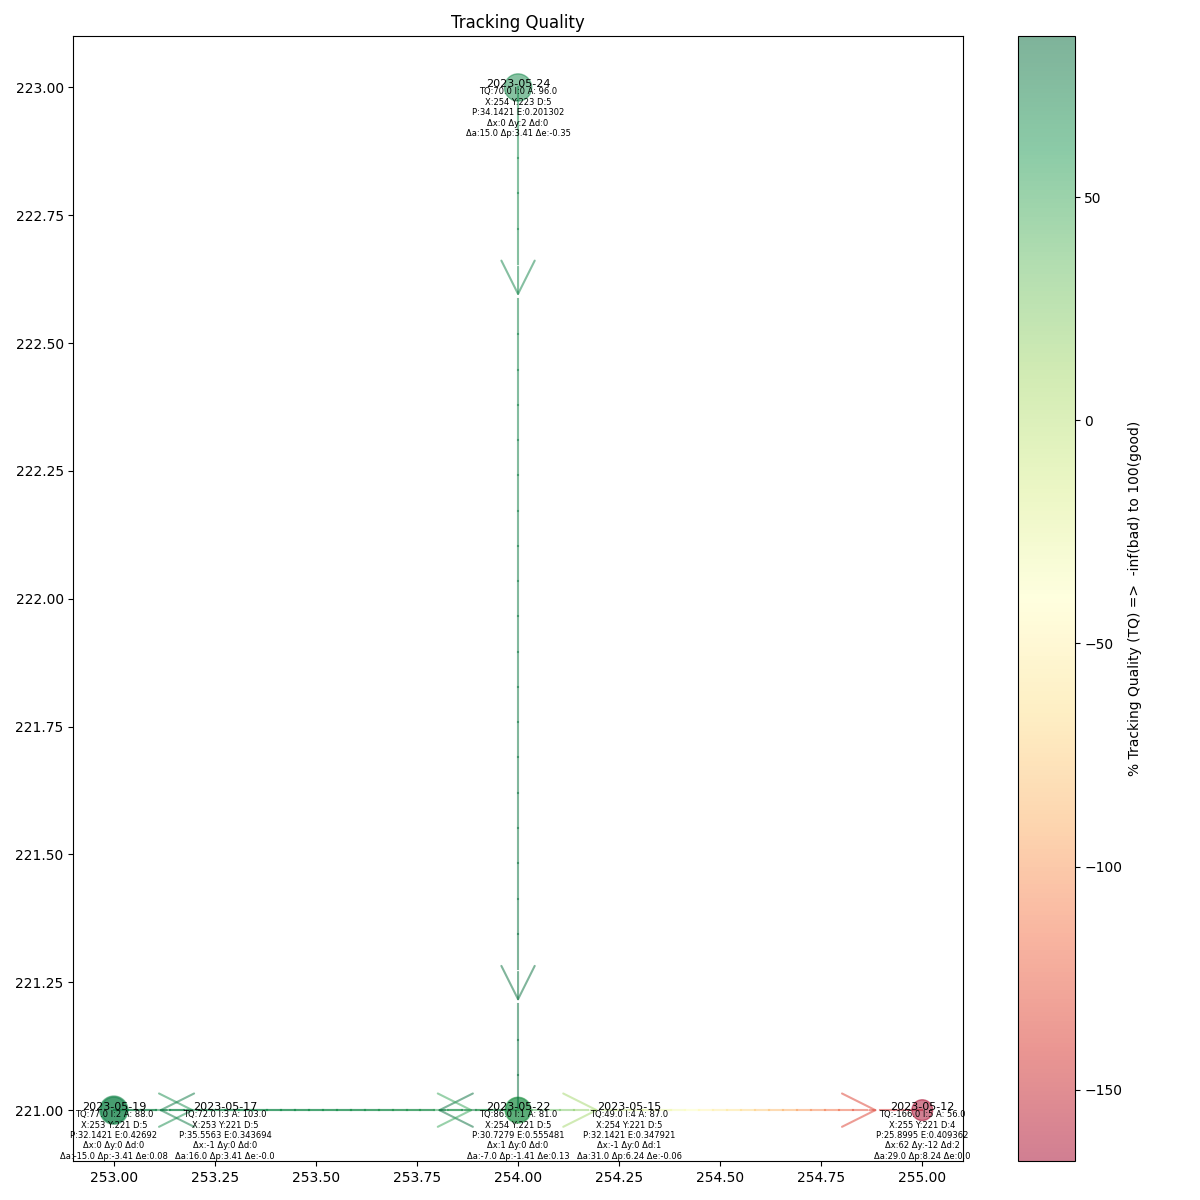 Tracking Quality
2023-05-24
TQ:70.0 I:0 A: 96.0
X:254 Y:223 D:5
P:34.1421 E:0.201302
Δx:0 Δy:2 Δd:0
Δa:15.0 Δp:3.41 Δe:-0.35
223.00
222.75
222.50
222.25
222.00
221.75
221.50
221.25
221.00
2023-05-19
TQ:77.0 I:2 A: 88.0
X:253 Y:221 D:5
P:32.1421 E:0.42692
Δx:0 Δy:0 Δd:0
Δa:-15.0 Δp:-3.41 Δe:0.08
2023-05-17
TQ:72.0 I:3 A: 103.0
X:253 Y:221 D:5
P:35.5563 E:0.343694
Δx:-1 Δy:0 Δd:0
Δa:16.0 Δp:3.41 Δe:-0.0
2023-05-22
TQ:86.0 I:1 A: 81.0
X:254 Y:221 D:5
P:30.7279 E:0.555481
Δx:1 Δy:0 Δd:0
Δa:-7.0 Δp:-1.41 Δe:0.13
2023-05-15
TQ:49.0 I:4 A: 87.0
X:254 Y:221 D:5
P:32.1421 E:0.347921
Δx:-1 Δy:0 Δd:1
Δa:31.0 Δp:6.24 Δe:-0.06
2023-05-12
TQ:-166.0 I:5 A: 56.0
X:255 Y:221 D:4
P:25.8995 E:0.409362
Δx:62 Δy:-12 Δd:2
Δa:29.0 Δp:8.24 Δe:0.0
253.00
253.25
253.50
253.75
254.00
254.25
254.50
254.75
255.00
50
0
−50
−100
−150
% Tracking Quality (TQ) => -inf(bad) to 100(good)